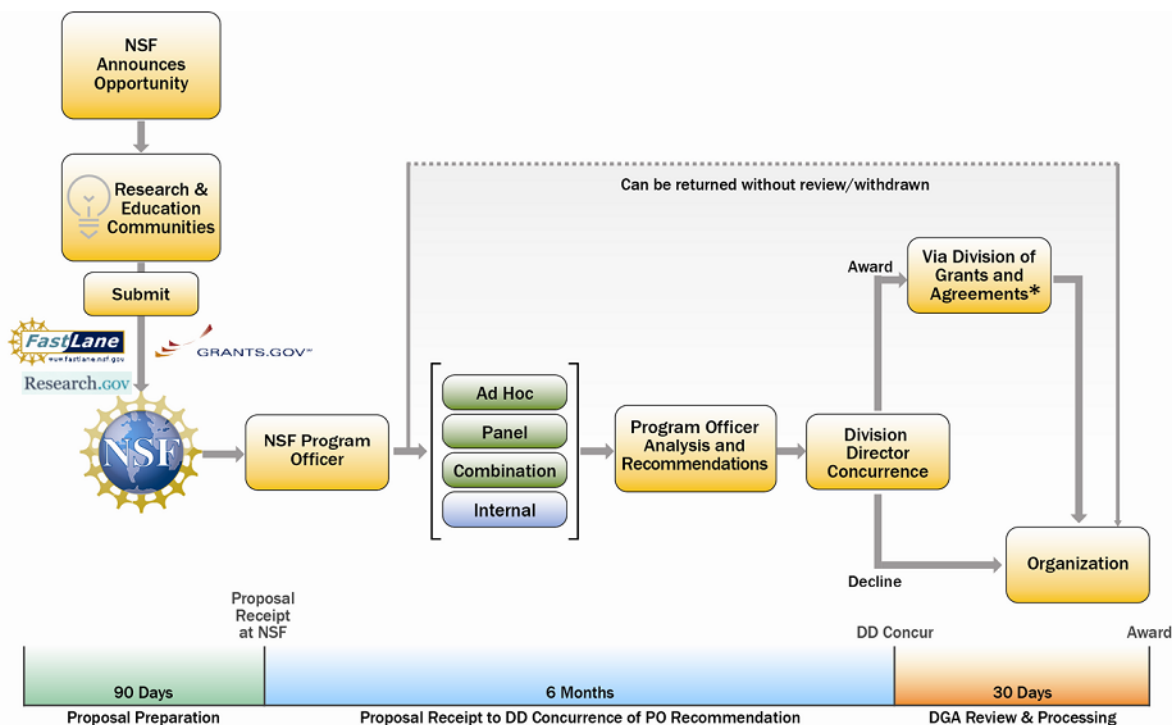 NSF
Announces
Opportunity
Research &
Education
Communities
Submit
FastLane
www.fastlane.nsf.gov
GRANTS.GOV℠
Research.gov
NSF
NSF Program
Officer
Can be returned without review/withdrawn
Ad Hoc
Panel
Combination
Internal
Program Officer
Analysis and
Recommendations
Division
Director
Concurrence
Award
Via Division of
Grants and
Agreements*
Decline
Organization
Proposal
Receipt
at NSF
DD Concur
Award
90 Days
6 Months
30 Days
Proposal Preparation
Proposal Receipt to DD Concurrence of PO Recommendation
DGA Review & Processing